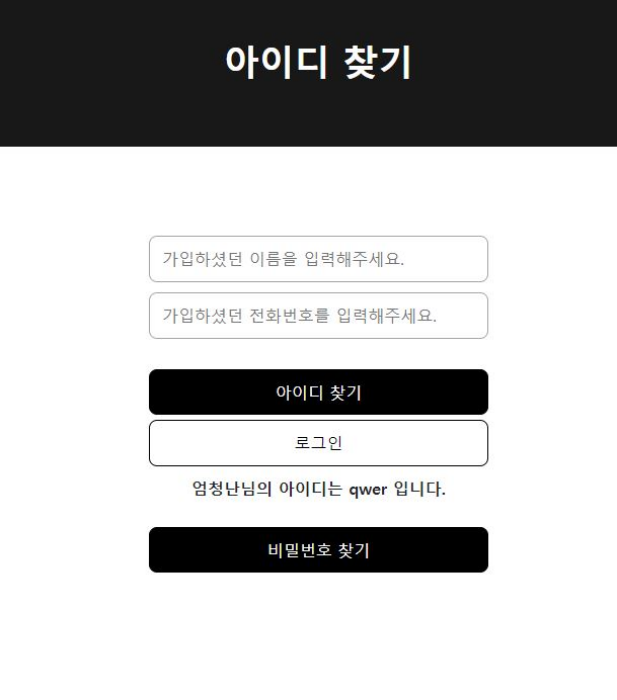 아이디 찾기
가입하셨던 이름을 입력해주세요.
가입하셨던 전화번호를 입력해주세요.
아이디 찾기
로그인
엄청난님의 아이디는 qwer 입니다.
비밀번호 찾기